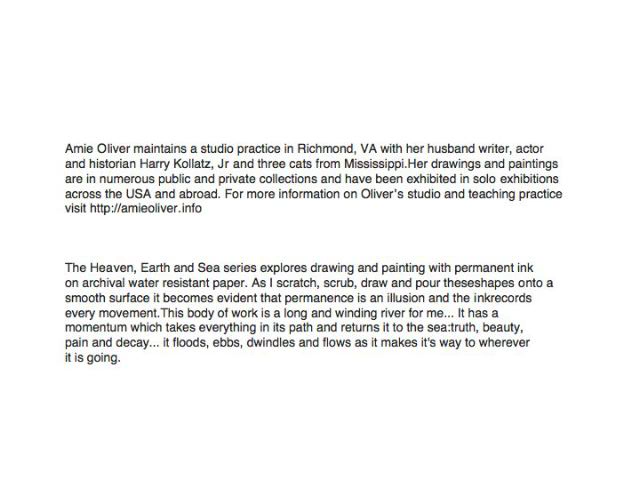 Amie Oliver maintains a studio practice in Richmond, VA with her husband writer, actor
and historian Harry Kollatz, Jr and three cats from Mississippi.Her drawings and paintings
are in numerous public and private collections and have been exhibited in solo exhibitions
across the USA and abroad. For more information on Oliver's studio and teaching practice
visit http://amieoliver.info
The Heaven, Earth and Sea series explores drawing and painting with permanent ink
on archival water resistant paper. As I scratch, scrub, draw and pour theseshapes onto a
smooth surface it becomes evident that permanence is an illusion and the inkrecords
every movement.This body of work is a long and winding river for me... It has a
momentum which takes everything in its path and returns it to the sea:truth, beauty,
pain and decay... it floods, ebbs, dwindles and flows as it makes it's way to wherever
it is going.